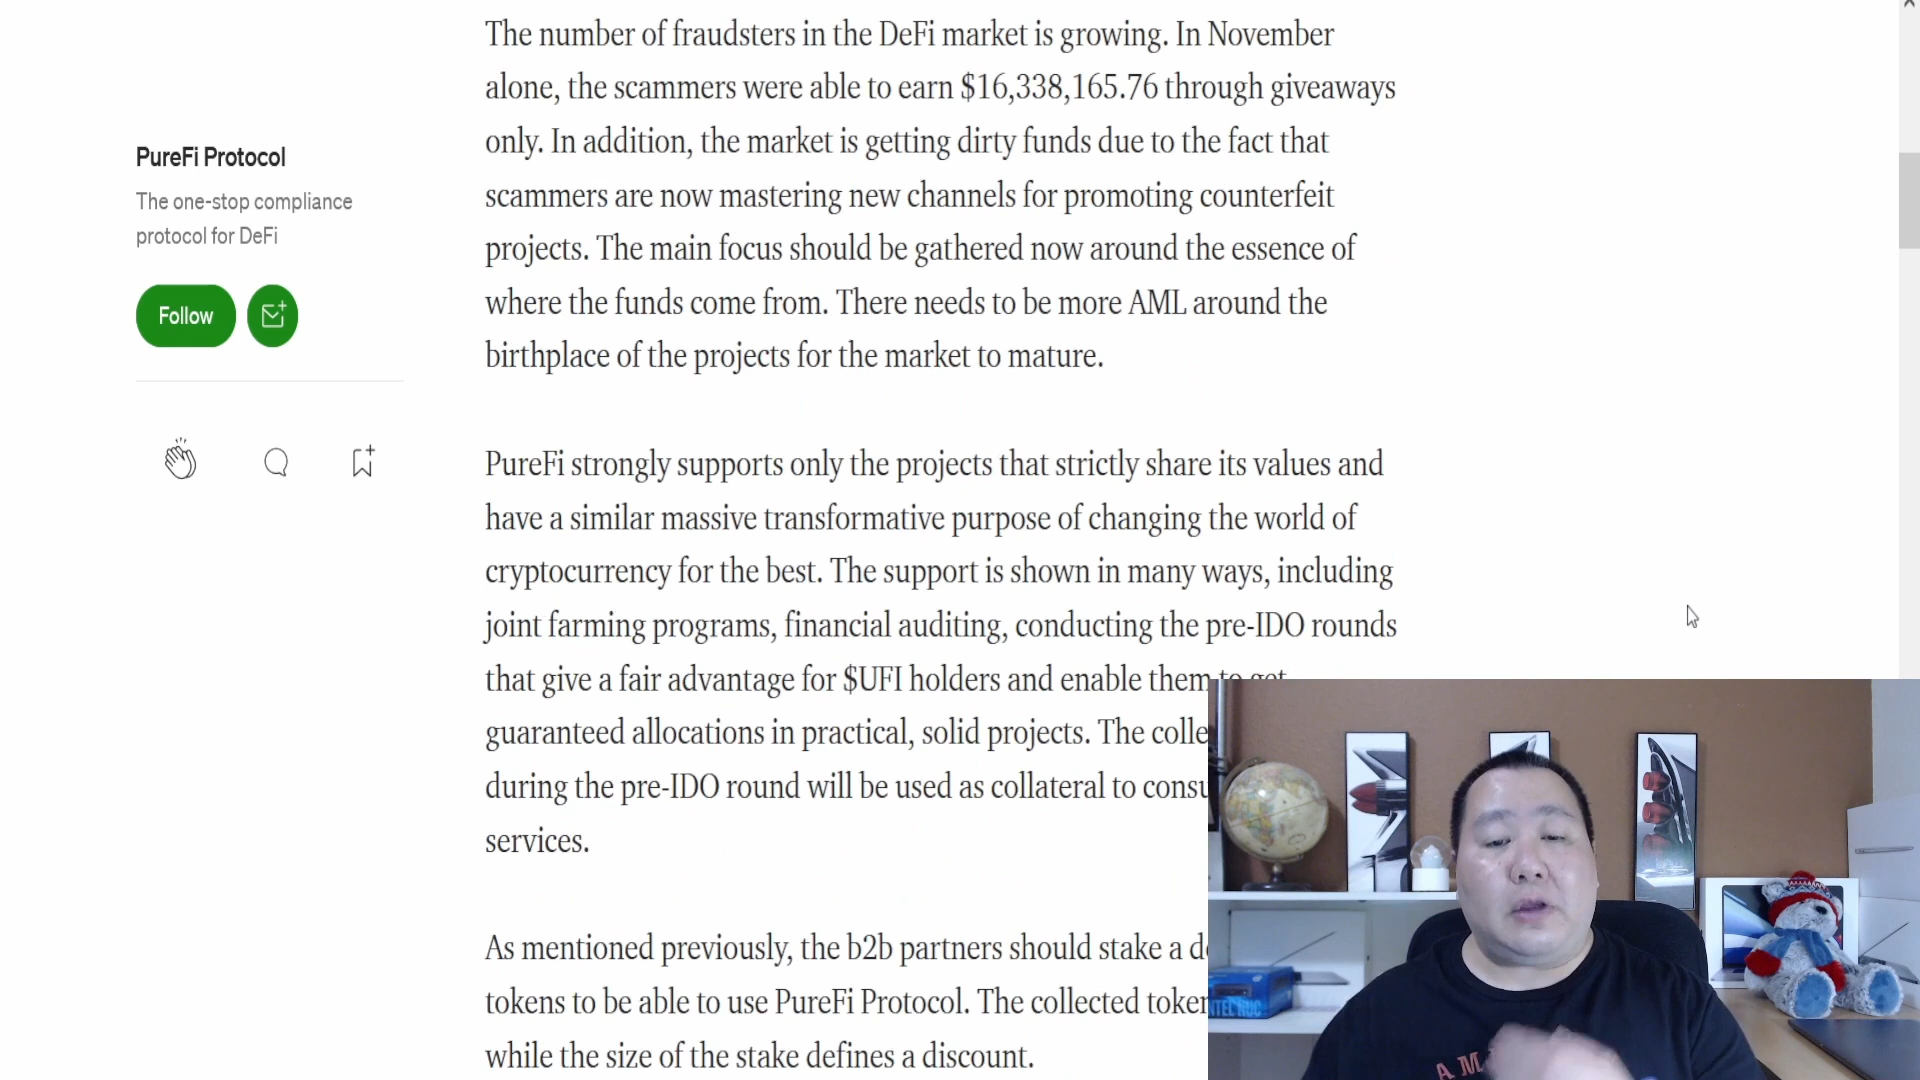 The number of fraudsters in the DeFi market is growing. In November
alone, the scammers were able to earn $16,338,165.76 through giveaways
only. In addition, the market is getting dirty funds due to the fact that
scammers are now mastering new channels for promoting counterfeit
projects. The main focus should be gathered now around the essence of
where the funds come from. There needs to be more AML around the
birthplace of the projects for the market to mature.
PureFi Protocol
The one-stop compliance
protocol for DeFi
Follow
PureFi strongly supports only the projects that strictly share its values and
have a similar massive transformative purpose of changing the world of
cryptocurrency for the best. The support is shown in many ways, including
joint farming programs, financial auditing, conducting the pre-IDO rounds
that give a fair advantage for $UFI holders and enable them to get
guaranteed allocations in practical, solid projects. The colle
during the pre-IDO round will be used as collateral to consu
services.
As mentioned previously, the b2b partners should stake a de
tokens to be able to use PureFi Protocol. The collected token
while the size of the stake defines a discount.
INTEL NUC
A M